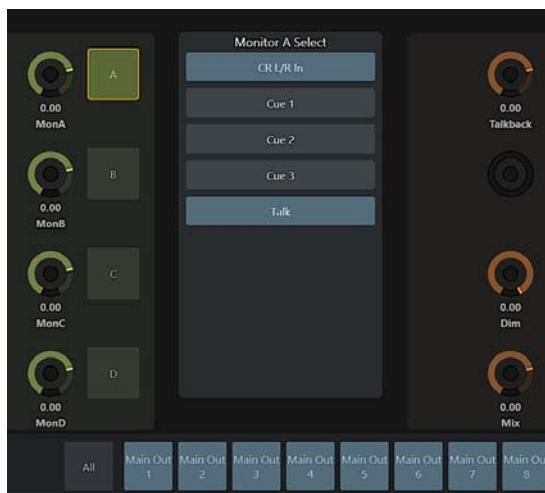 Monitor A Select
CR L/R In
Cue 1
Cue 2
Cue 3
Talk
A
0.00
MonA
B
0.00
MonB
C
0.00
MonC
D
0.00
MonD
0.00
Talkback
0.00
Dim
0.00
Mix
All
Main Out
1
Main Out
2
Main Out
3
Main Out
4
Main Out
5
Main Out
6
Main Out
7
Main Ou
8